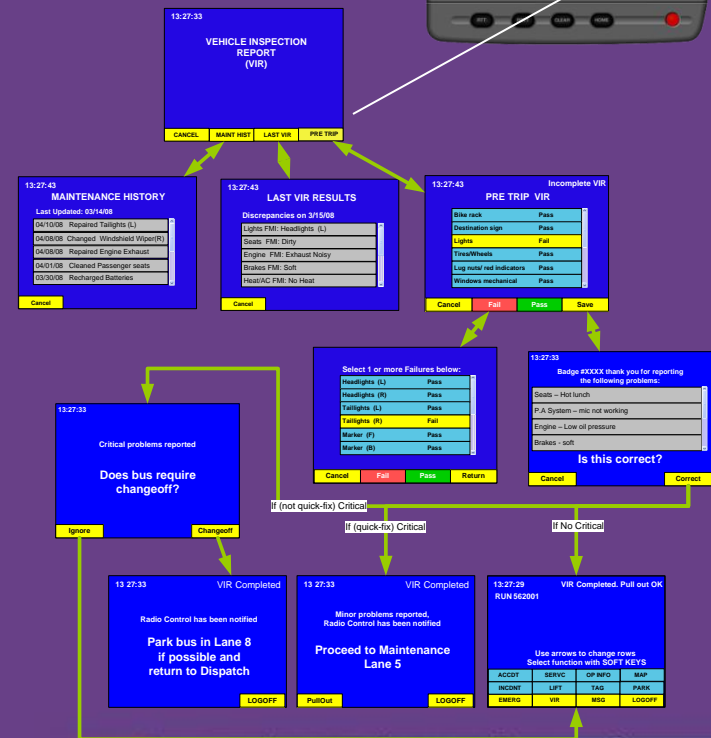 RTT
CLEAR
HOME
13:27:33
VEHICLE INSPECTION
REPORT
(VIR)
CANCEL MAINT HIST LAST VIR PRE TRIP
13:27:43
MAINTENANCE HISTORY
Last Updated: 03/14/08
04/10/08 Repaired Taillights (L)
04/08/08 Changed Windshield Wiper(R)
04/08/08 Repaired Engine Exhaust
04/01/08 Cleaned Passenger seats
03/30/08 Recharged Batteries
Cancel
13:27:43
LAST VIR RESULTS
Discrepancies on 3/15/08
Lights FMI: Headlights (L)
Seats FMI: Dirty
Engine FMI: Exhaust Noisy
Brakes FMI: Soft
Heat/AC FMI: No Heat
Cancel
13:27:43 Incomplete VIR
PRE TRIP VIR
Bike rack Pass
Destination sign Pass
Lights Fail
Tires/Wheels Pass
Lug nuts/ red indicators Pass
Windows mechanical Pass
Cancel Fail Pass Save
Select 1 or more Failures below:
Headlights (L) Pass
Headlights (R) Pass
Taillights (L) Pass
Taillights (R) Fail
Marker (F) Pass
Marker (B) Pass
Cancel Fail Pass Return
13:27:33
Badge #XXXX thank you for reporting
the following problems:
Seats – Hot lunch
P.A System – mic not working
Engine – Low oil pressure
Brakes - soft
Is this correct?
Cancel Correct
13:27:33
Critical problems reported
Does bus require
changeoff?
Ignore Changeoff
If (not quick-fix) Critical
If (quick-fix) Critical
If No Critical
13 27:33 VIR Completed
Radio Control has been notified
Park bus in Lane 8
if possible and
return to Dispatch
LOGOFF
13 27:33 VIR Completed
Minor problems reported,
Radio Control has been notified
Proceed to Maintenance
Lane 5
PullOut LOGOFF
13:27:29 VIR Completed. Pull out OK
RUN 562001
Use arrows to change rows
Select function with SOFT KEYS
ACCDT SERVC OP INFO MAP
INCDNT LIFT TAG PARK
EMERG VIR MSG LOGOFF